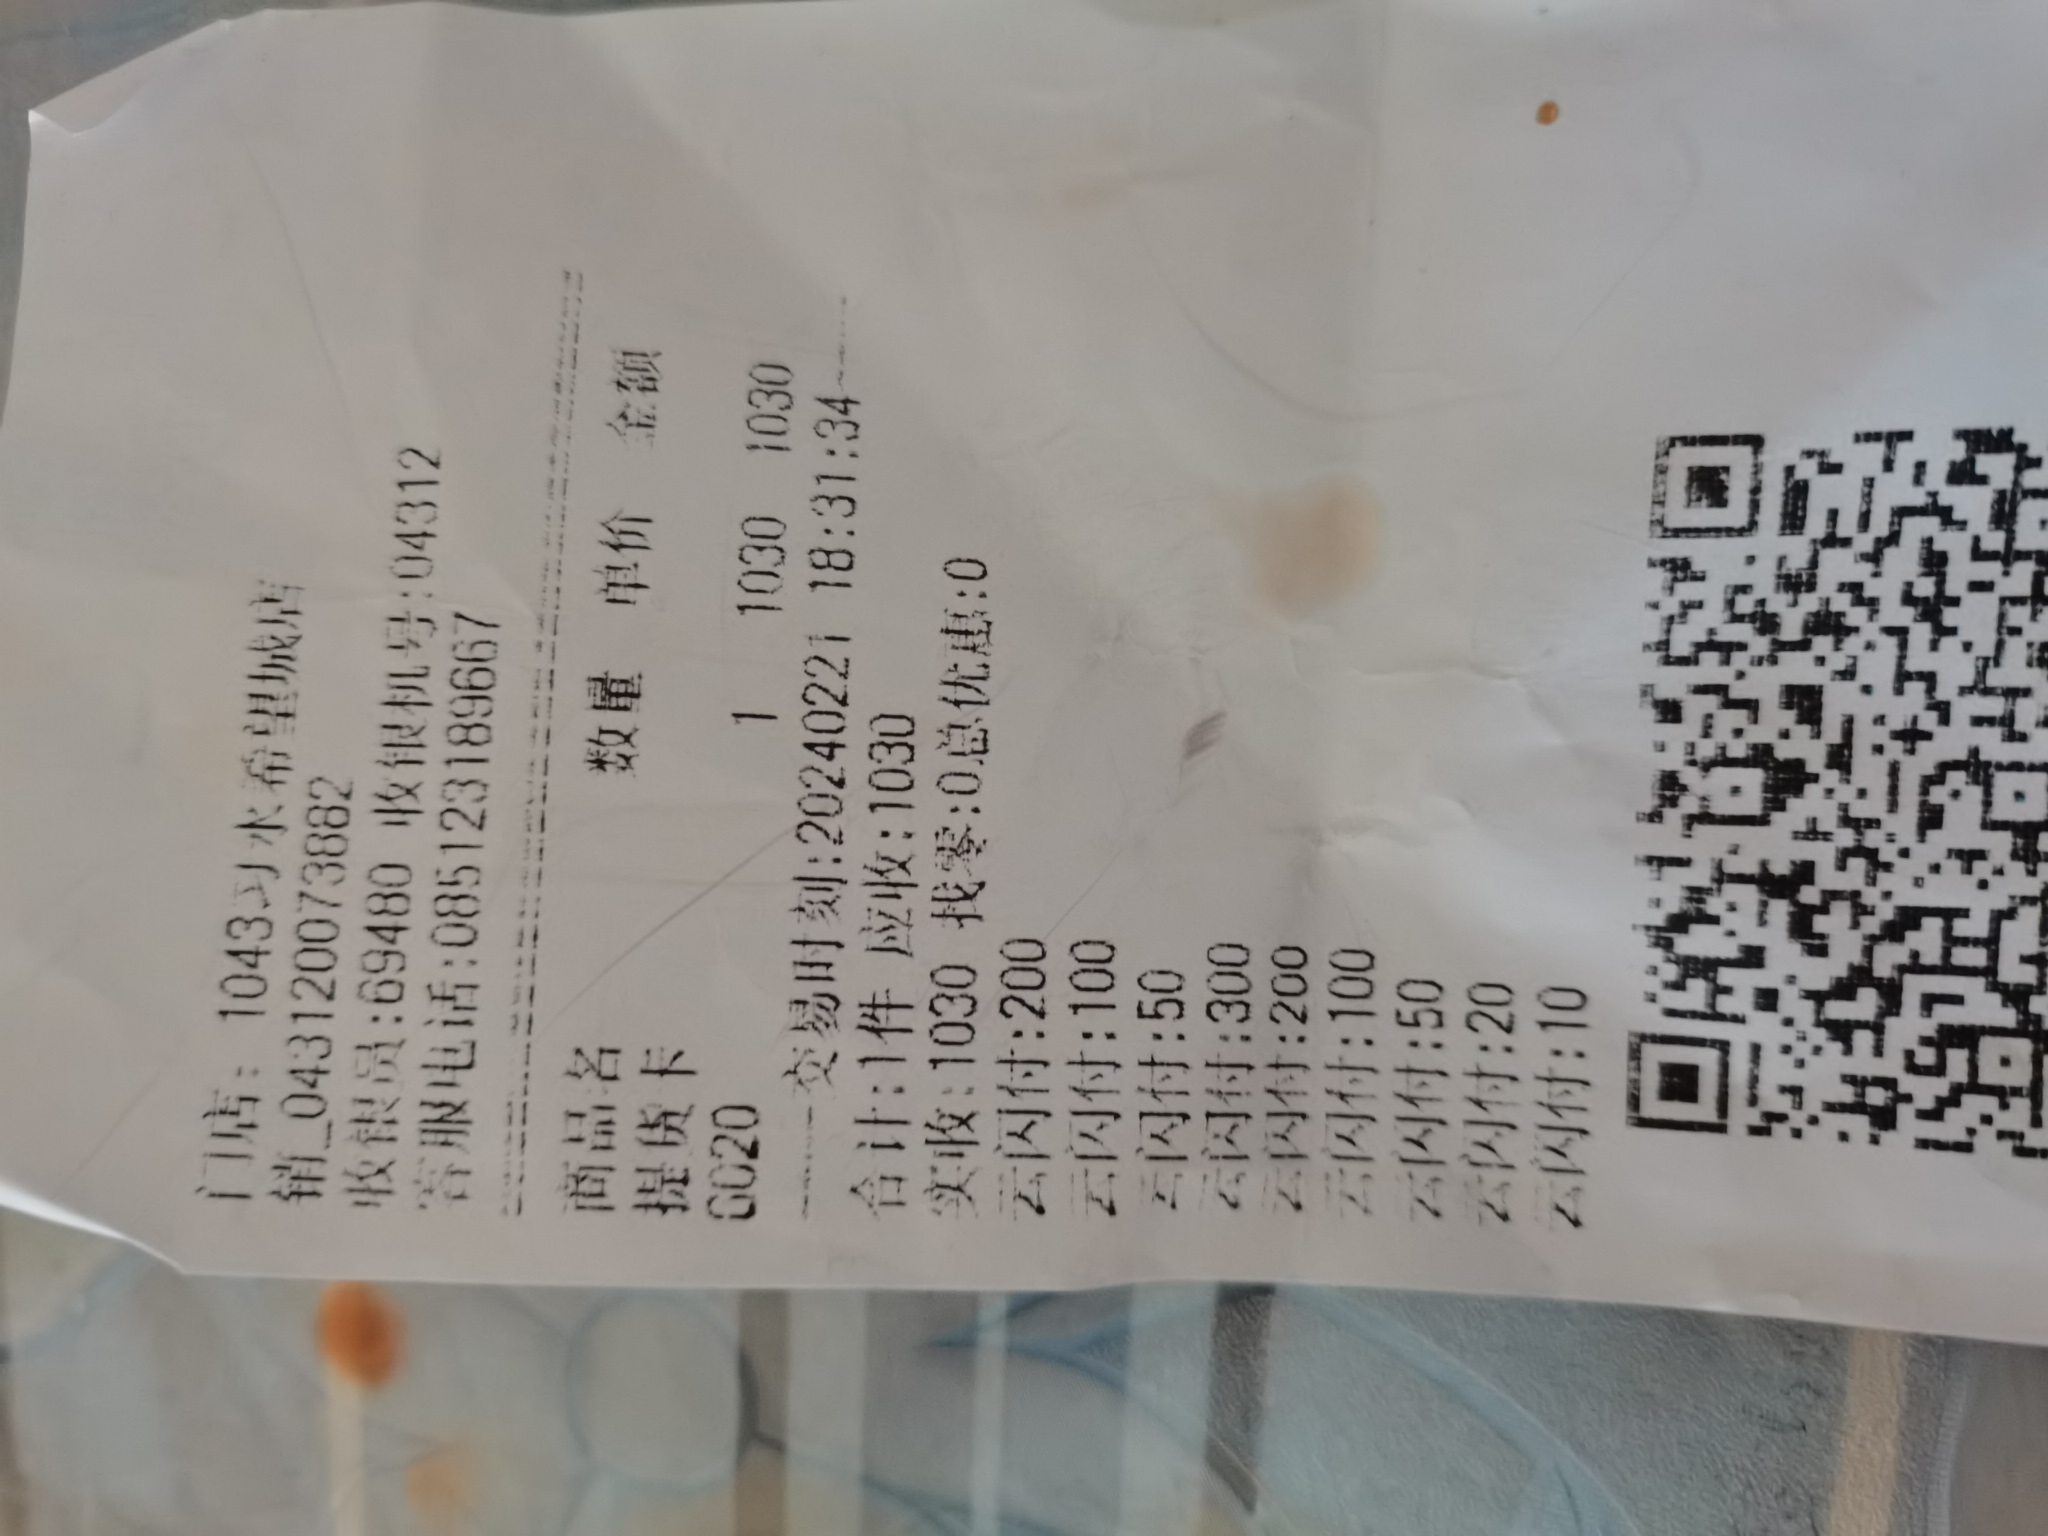 门店: 1043习水希望城店
销_043120073882
收银员:69480 收银机号:04312
客服电话:085123189667
商品名 数量 单价 金额
提货卡
6020 1 1030 1030
----交易时刻:20240221 18:31:34----
合计:1件 应收:1030
实收:1030 找零:0总优惠:0
云闪付:200
云闪付:100
云闪付:50
云闪付:300
云闪付:200
云闪付:100
云闪付:50
云闪付:20
云闪付:10